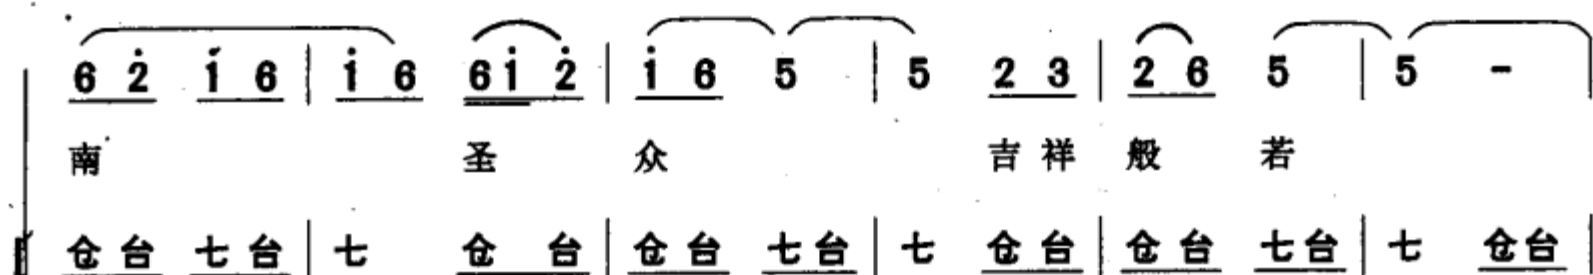 6 2̇ 1̇ 6 | 1̇ 6 6 1̇ 2̇ | 1̇ 6 5 | 5 2 3 | 2 6 5 | 5 - |
南 圣 众 吉 祥 般 若
仓 台 七 台 | 七 仓 台 | 仓 台 七 台 | 七 仓 台 | 仓 台 七 台 | 七 仓 台 |